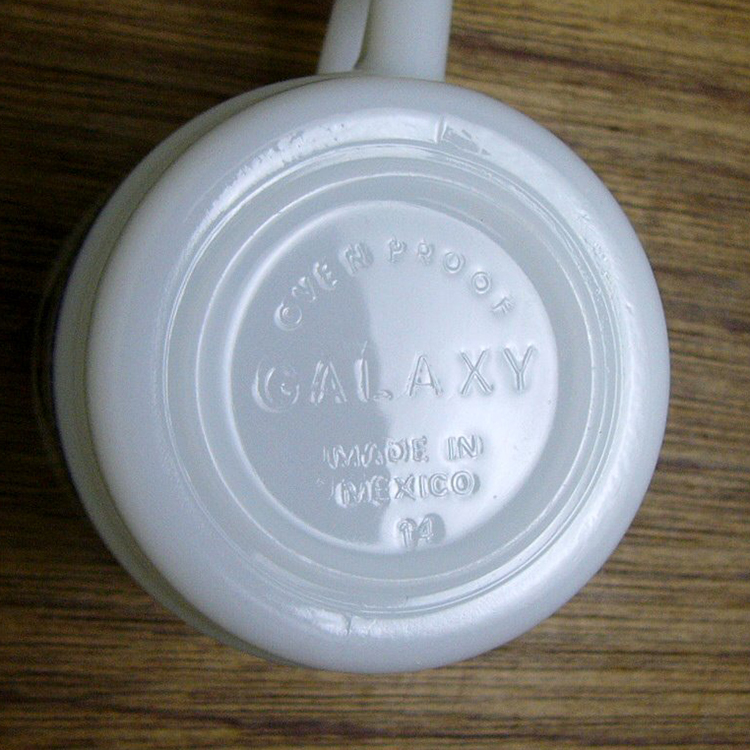 OVEN PROOF
GALAXY
MADE IN
MEXICO
14